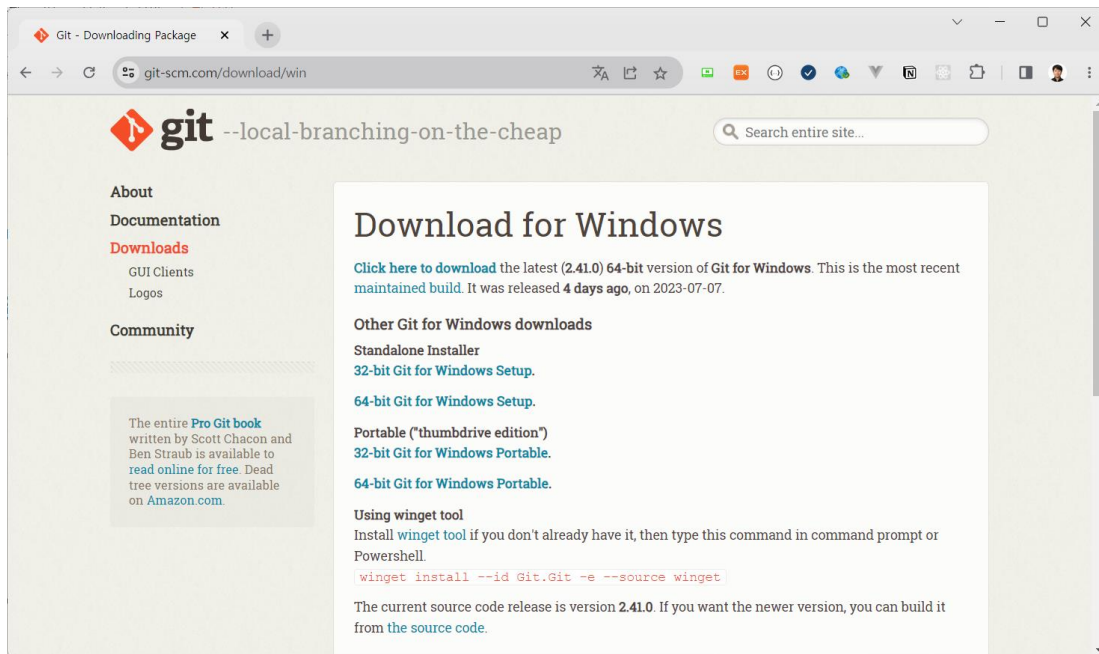 Git - Downloading Package
git-scm.com/download/win
git --local-branching-on-the-cheap
Search entire site...
About
Documentation
Downloads
GUI Clients
Logos
Community
The entire Pro Git book
written by Scott Chacon and
Ben Straub is available to
read online for free. Dead
tree versions are available
on Amazon.com.
Download for Windows
Click here to download the latest (2.41.0) 64-bit version of Git for Windows. This is the most recent
maintained build. It was released 4 days ago, on 2023-07-07.
Other Git for Windows downloads
Standalone Installer
32-bit Git for Windows Setup.
64-bit Git for Windows Setup.
Portable ("thumbdrive edition")
32-bit Git for Windows Portable.
64-bit Git for Windows Portable.
Using winget tool
Install winget tool if you don't already have it, then type this command in command prompt or
Powershell.
winget install --id Git.Git -e --source winget
The current source code release is version 2.41.0. If you want the newer version, you can build it
from the source code.